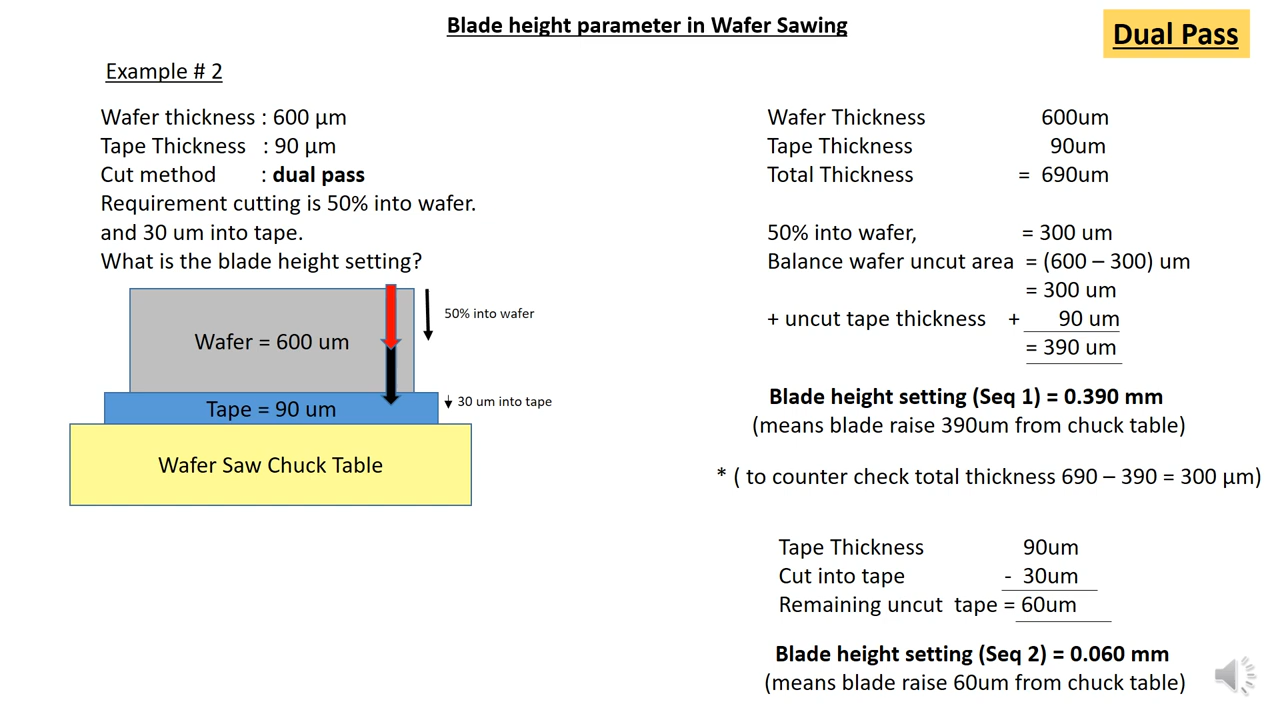 Blade height parameter in Wafer Sawing
Dual Pass
Example # 2
Wafer thickness : 600 µm
Tape Thickness : 90 µm
Cut method : dual pass
Requirement cutting is 50% into wafer.
and 30 um into tape.
What is the blade height setting?
50% into wafer
Wafer = 600 um
30 um into tape
Tape = 90 um
Wafer Saw Chuck Table
Wafer Thickness 600um
Tape Thickness 90um
Total Thickness = 690um
50% into wafer, = 300 um
Balance wafer uncut area = (600 – 300) um
= 300 um
+ uncut tape thickness + 90 um
= 390 um
Blade height setting (Seq 1) = 0.390 mm
(means blade raise 390um from chuck table)
* ( to counter check total thickness 690 – 390 = 300 µm)
Tape Thickness 90um
Cut into tape - 30um
Remaining uncut tape = 60um
Blade height setting (Seq 2) = 0.060 mm
(means blade raise 60um from chuck table)